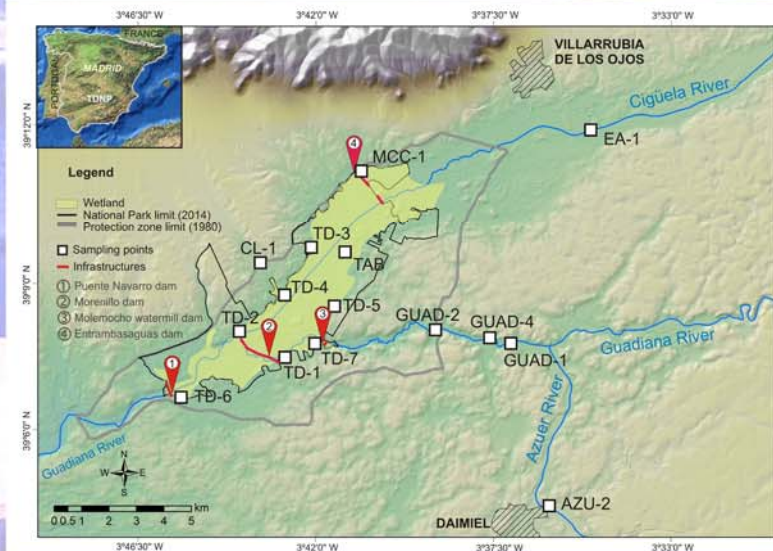 3°46'30" W
3°42'0" W
3°37'30" W
3°33'0" W
FRANCE
PORTUGAL
MADRID
TDNP
VILLARRUBIA
DE LOS OJOS
Cigüela River
39°12'0" N
39°9'0" N
39°6'0" N
Legend
Wetland
National Park limit (2014)
Protection zone limit (1980)
Sampling points
Infrastructures
1 Puente Navarro dam
2 Morenillo dam
3 Molemocho watermill dam
4 Entrambasaguas dam
4
MCC-1
EA-1
CL-1
TD-3
TAB
TD-4
TD-5
TD-2
2
3
GUAD-2
GUAD-4
GUAD-1
Guadiana River
TD-7
TD-1
1
TD-6
Guadiana River
Azuer River
N
W E
S
0 0.5 1 2 3 4 5 km
DAIMIEL
AZU-2
3°46'30" W
3°42'0" W
3°37'30" W
3°33'0" W